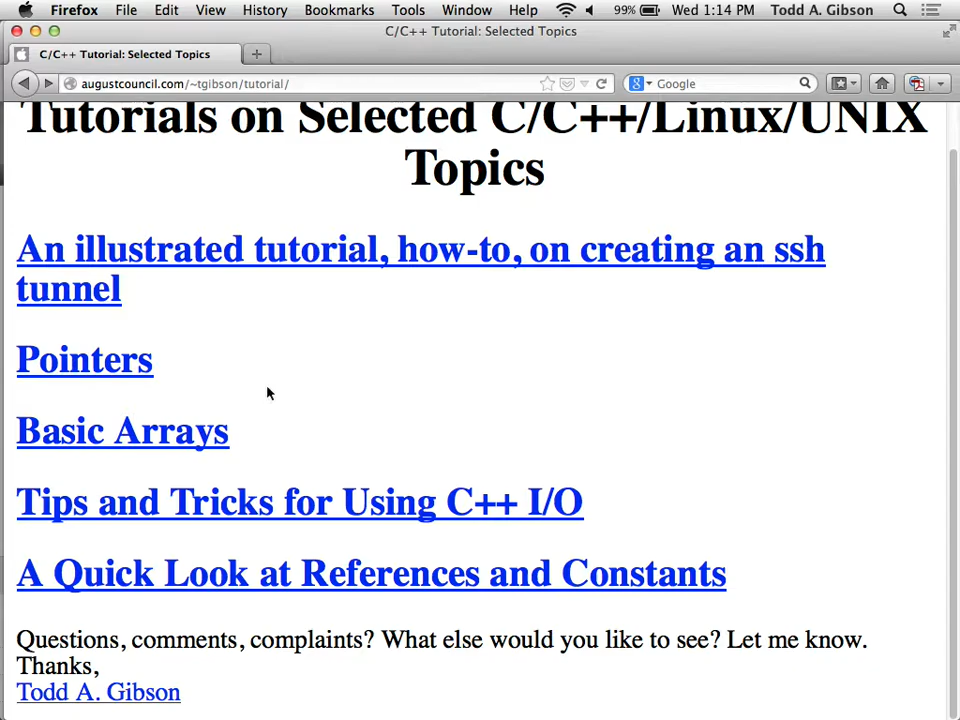 Firefox File Edit View History Bookmarks Tools Window Help 99% Wed 1:14 PM Todd A. Gibson
C/C++ Tutorial: Selected Topics
C/C++ Tutorial: Selected Topics
augustcouncil.com/~tgibson/tutorial/ Google
Tutorials on Selected C/C++/Linux/UNIX
Topics
An illustrated tutorial, how-to, on creating an ssh
tunnel
Pointers
Basic Arrays
Tips and Tricks for Using C++ I/O
A Quick Look at References and Constants
Questions, comments, complaints? What else would you like to see? Let me know.
Thanks,
Todd A. Gibson